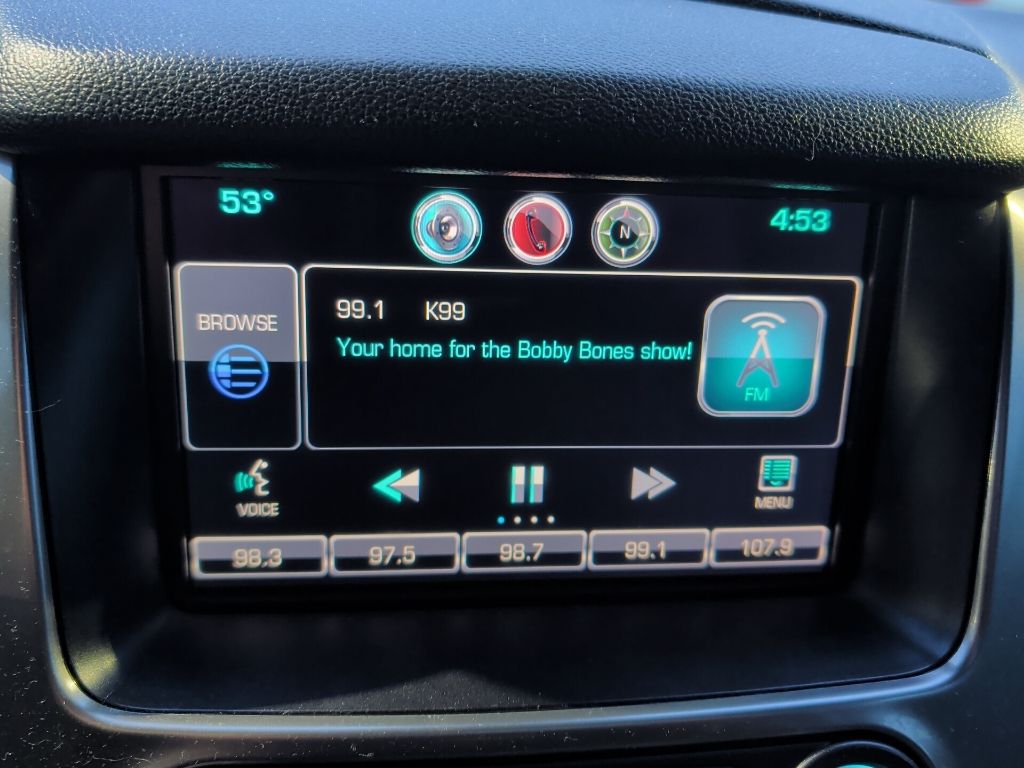 53°
N
4:53
BROWSE
99.1 K99
Your home for the Bobby Bones show!
FM
VOICE
MENU
98.3 97.5 98.7 99.1 107.9